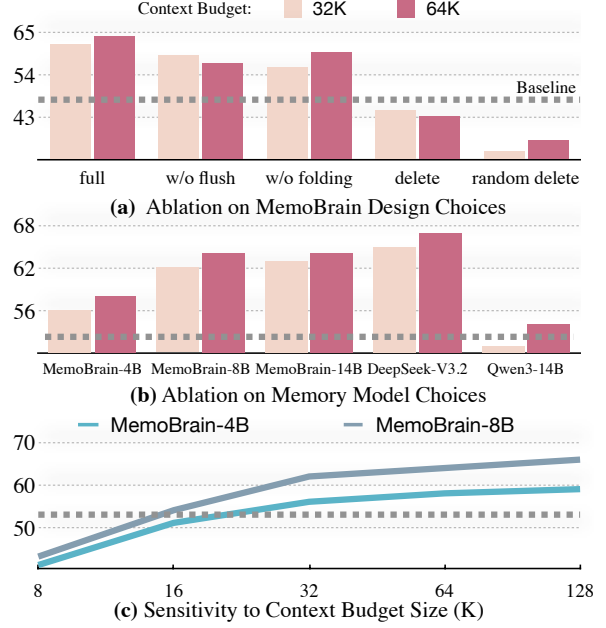 Context Budget: 32K 64K
65
54
Baseline
43
full w/o flush w/o folding delete random delete
(a) Ablation on MemoBrain Design Choices
68
62
56
MemoBrain-4B MemoBrain-8B MemoBrain-14B DeepSeek-V3.2 Qwen3-14B
(b) Ablation on Memory Model Choices
MemoBrain-4B MemoBrain-8B
70
60
50
8 16 32 64 128
(c) Sensitivity to Context Budget Size (K)